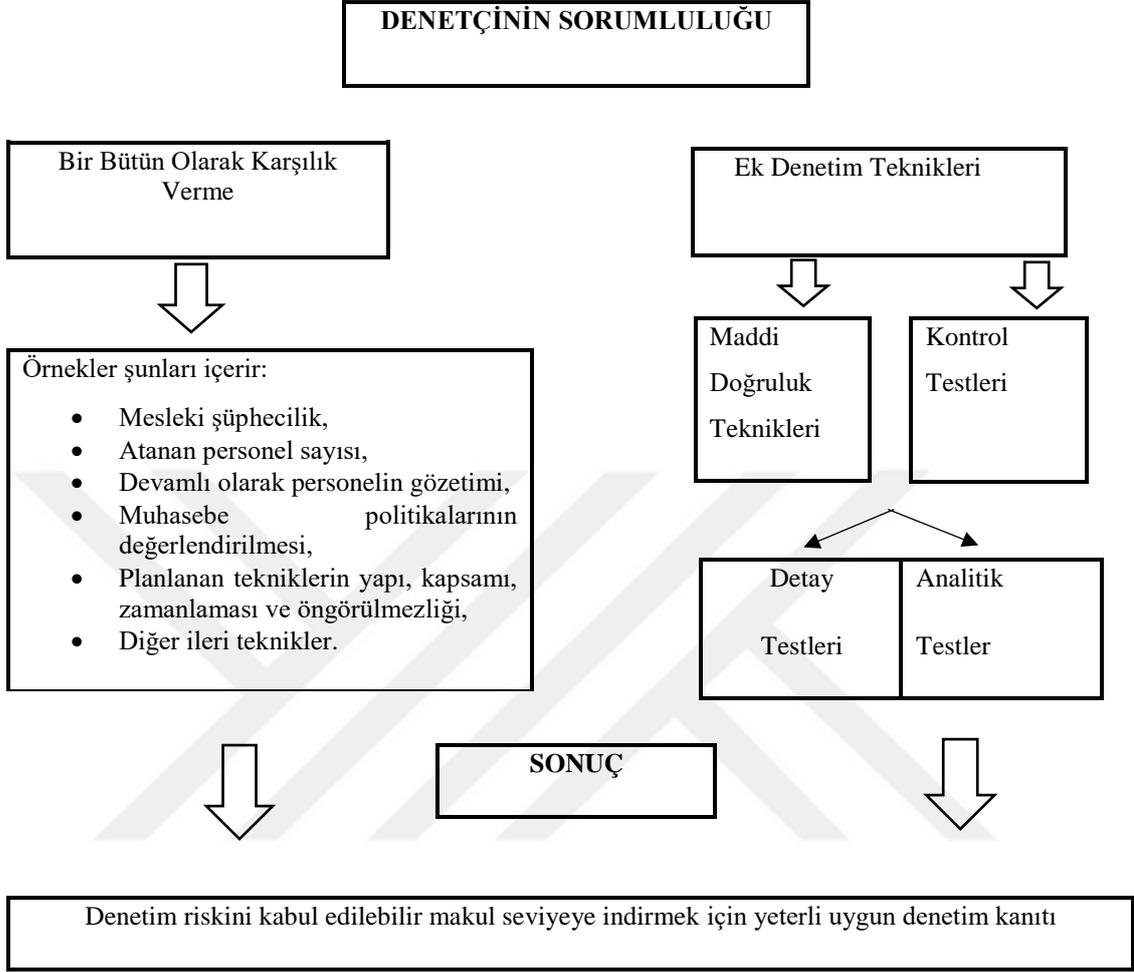 DENETÇİNİN SORUMLULUĞU
Bir Bütün Olarak Karşılık
Verme
Örnekler şunları içerir:
• Mesleki şüphecilik,
• Atanan personel sayısı,
• Devamlı olarak personelin gözetimi,
• Muhasebe politikalarının
değerlendirilmesi,
• Planlanan tekniklerin yapı, kapsamı,
zamanlaması ve öngörülmezliği,
• Diğer ileri teknikler.
Ek Denetim Teknikleri
Maddi
Doğruluk
Teknikleri
Kontrol
Testleri
Detay
Testleri
Analitik
Testler
SONUÇ
Denetim riskini kabul edilebilir makul seviyeye indirmek için yeterli uygun denetim kanıtı